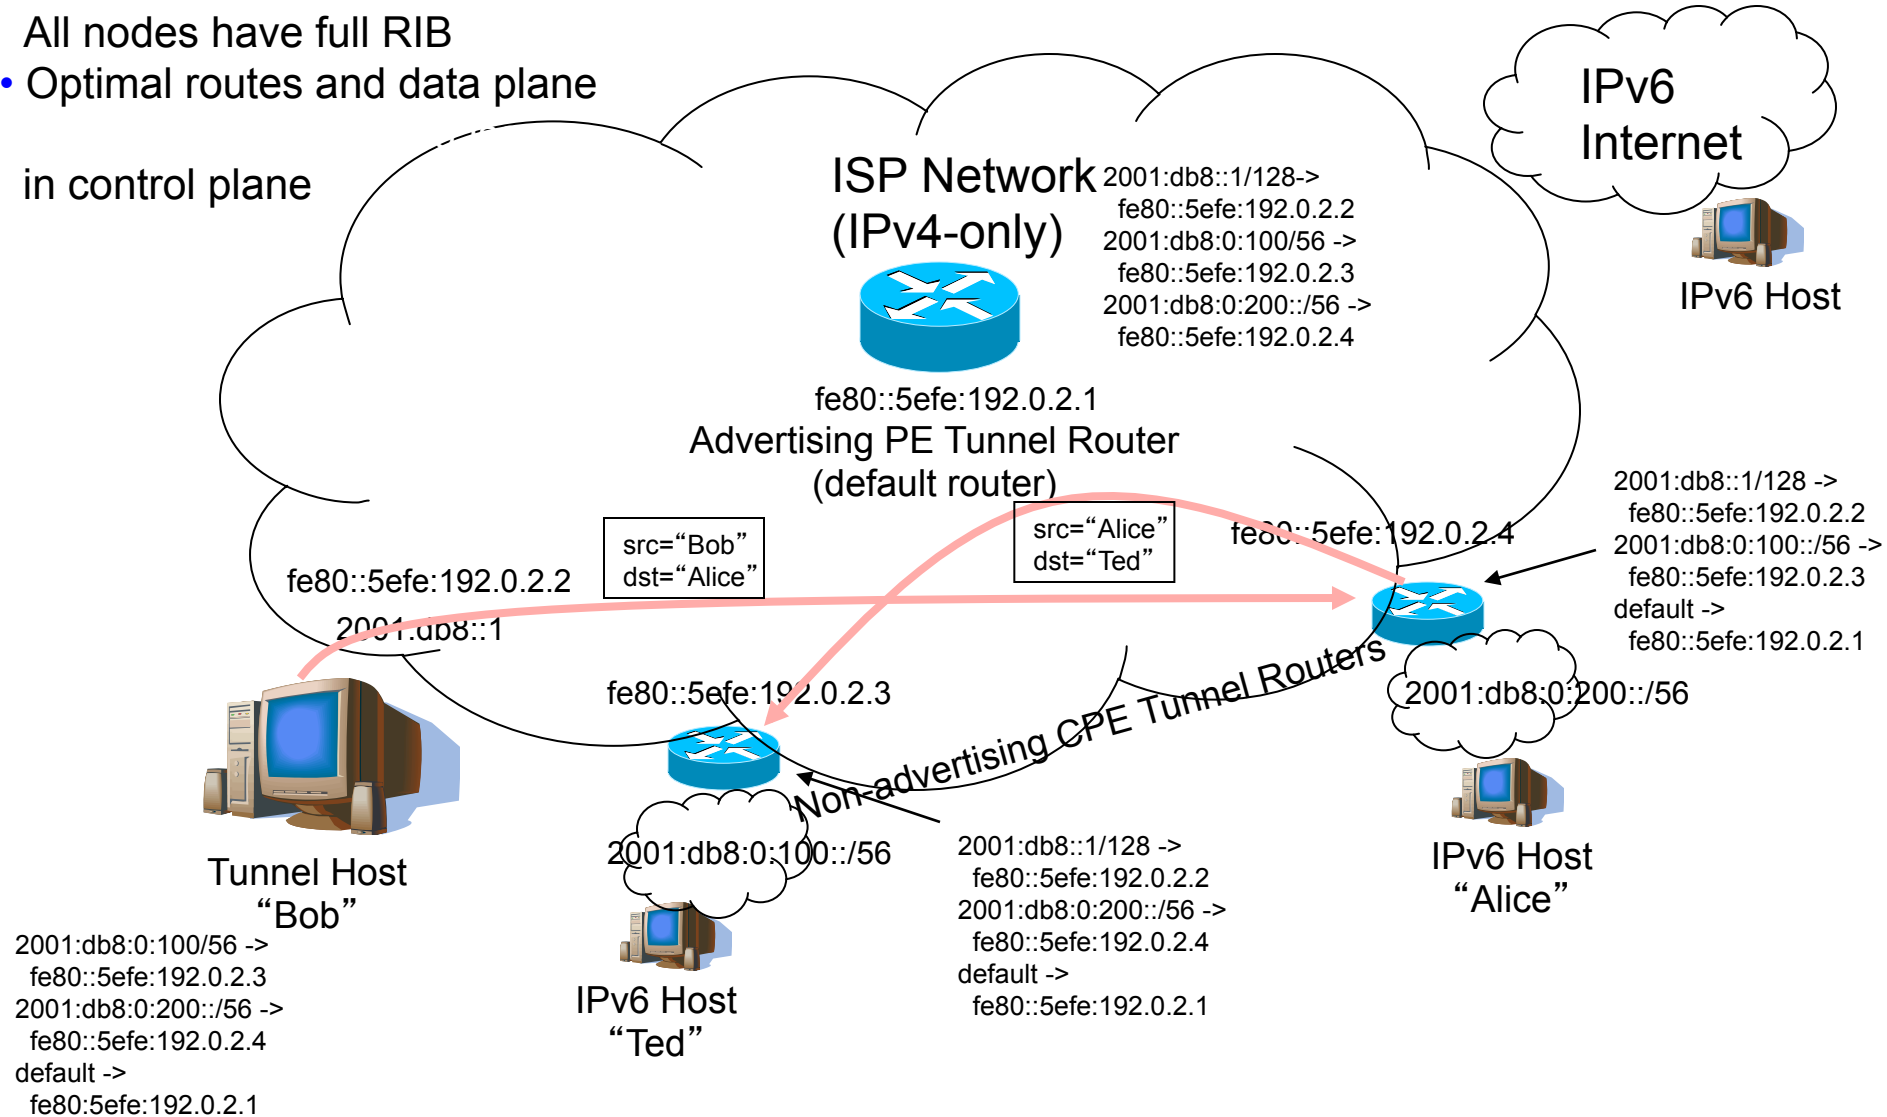 All nodes have full RIB
• Optimal routes and data plane
in control plane
IPv6
Internet
IPv6 Host
ISP Network
(IPv4-only)
2001:db8::1/128->
fe80::5efe:192.0.2.2
2001:db8:0:100/56 ->
fe80::5efe:192.0.2.3
2001:db8:0:200::/56 ->
fe80::5efe:192.0.2.4
fe80::5efe:192.0.2.1
Advertising PE Tunnel Router
(default router)
src=“Bob”
dst=“Alice”
src=“Alice”
dst=“Ted”
fe80::5efe:192.0.2.4
2001:db8::1/128 ->
fe80::5efe:192.0.2.2
2001:db8:0:100::/56 ->
fe80::5efe:192.0.2.3
default ->
fe80::5efe:192.0.2.1
fe80::5efe:192.0.2.2
2001:db8::1
fe80::5efe:192.0.2.3
Non-advertising CPE Tunnel Routers
2001:db8:0:200::/56
2001:db8:0:100::/56
Tunnel Host
“Bob”
IPv6 Host
“Alice”
2001:db8::1/128 ->
fe80::5efe:192.0.2.2
2001:db8:0:200::/56 ->
fe80::5efe:192.0.2.4
default ->
fe80::5efe:192.0.2.1
IPv6 Host
“Ted”
2001:db8:0:100/56 ->
fe80::5efe:192.0.2.3
2001:db8:0:200::/56 ->
fe80::5efe:192.0.2.4
default ->
fe80:5efe:192.0.2.1